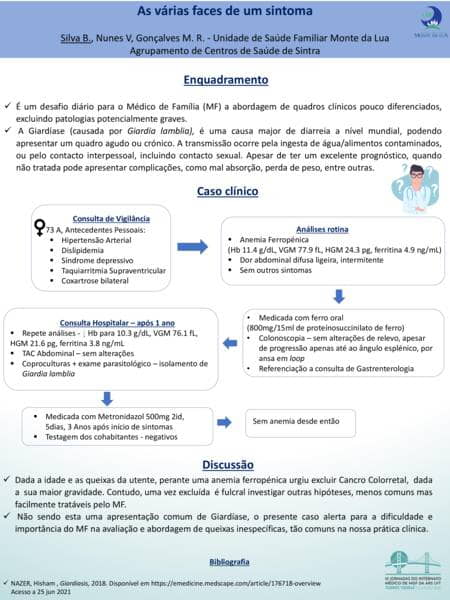 As várias faces de um sintoma
Silva B., Nunes V, Gonçalves M. R. - Unidade de Saúde Familiar Monte da Lua
Agrupamento de Centros de Saúde de Sintra
Enquadramento
✓ É um desafio diário para o Médico de Família (MF) a abordagem de quadros clínicos pouco diferenciados,
excluindo patologias potencialmente graves.
✓ A Giardíase (causada por Giardia lamblia), é uma causa major de diarreia a nível mundial, podendo
apresentar um quadro agudo ou crónico. A transmissão ocorre pela ingesta de água/alimentos contaminados,
ou pelo contacto interpessoal, incluindo contacto sexual. Apesar de ter um excelente prognóstico, quando
não tratada pode apresentar complicações, como mal absorção, perda de peso, entre outras.
Caso clínico
Consulta de Vigilância
73 A, Antecedentes Pessoais:
• Hipertensão Arterial
• Dislipidemia
• Síndrome depressivo
• Taquiarritmia Supraventricular
• Coxartrose bilateral
Análises rotina
• Anemia Ferropénica
(Hb 11.4 g/dL, VGM 77.9 fL, HGM 24.3 pg, ferritina 4.9 ng/mL)
• Dor abdominal difusa ligeira, intermitente
• Sem outros sintomas
• Medicada com ferro oral
(800mg/15ml de proteinosuccinilato de ferro)
• Colonoscopia – sem alterações de relevo, apesar
de progressão apenas até ao ângulo esplénico, por
ansa em loop
• Referenciação a consulta de Gastrenterologia
Consulta Hospitalar – após 1 ano
• Repete análises - ↓ Hb para 10.3 g/dL, VGM 76.1 fL,
HGM 21.6 pg, ferritina 3.8 ng/mL
• TAC Abdominal – sem alterações
• Coproculturas + exame parasitológico – isolamento de
Giardia lamblia
• Medicada com Metronidazol 500mg 2id,
5dias, 3 Anos após início de sintomas
• Testagem dos cohabitantes - negativos
Sem anemia desde então
Discussão
✓ Dada a idade e as queixas da utente, perante uma anemia ferropénica urgiu excluir Cancro Colorretal, dada
a sua maior gravidade. Contudo, uma vez excluída é fulcral investigar outras hipóteses, menos comuns mas
facilmente tratáveis pelo MF.
✓ Não sendo esta uma apresentação comum de Giardíase, o presente caso alerta para a dificuldade e
importância do MF na avaliação e abordagem de queixas inespecíficas, tão comuns na nossa prática clínica.
Bibliografia
✓ NAZER, Hisham , Giardiasis, 2018. Disponível em https://emedicine.medscape.com/article/176718-overview
Acesso a 25 jun 2021